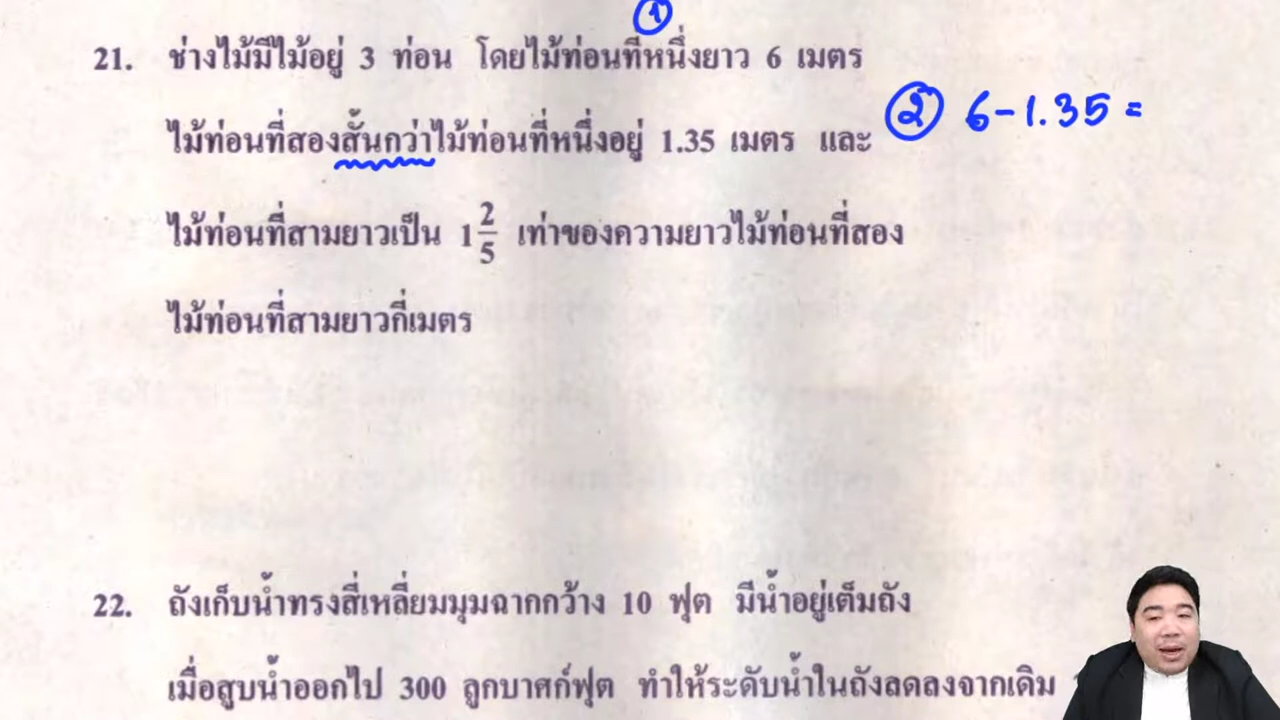 ①
21. ช่างไม้มีไม้อยู่ 3 ท่อน โดยไม้ท่อนที่หนึ่งยาว 6 เมตร
ไม้ท่อนที่สองสั้นกว่าไม้ท่อนที่หนึ่งอยู่ 1.35 เมตร และ
② 6-1.35 =
ไม้ท่อนที่สามยาวเป็น 1 2/5 เท่าของความยาวไม้ท่อนที่สอง
ไม้ท่อนที่สามยาวกี่เมตร
22. ถังเก็บน้ำทรงสี่เหลี่ยมมุมฉากกว้าง 10 ฟุต มีน้ำอยู่เต็มถัง
เมื่อสูบน้ำออกไป 300 ลูกบาศก์ฟุต ทำให้ระดับน้ำในถังลดลงจากเดิม